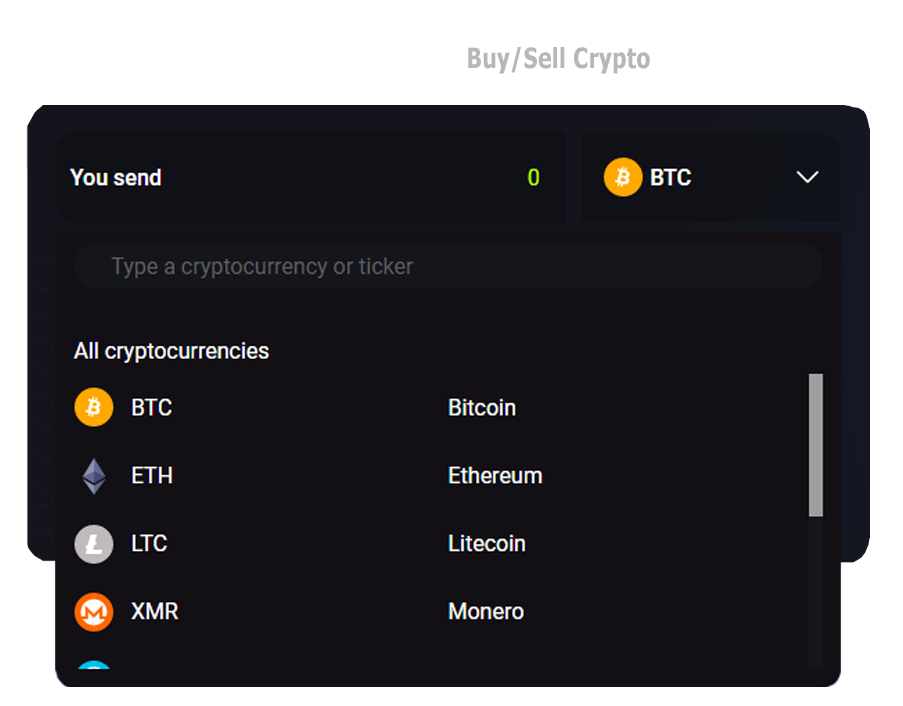 Buy/Sell Crypto
You send 0 BTC
Type a cryptocurrency or ticker
All cryptocurrencies
BTC Bitcoin
ETH Ethereum
LTC Litecoin
XMR Monero